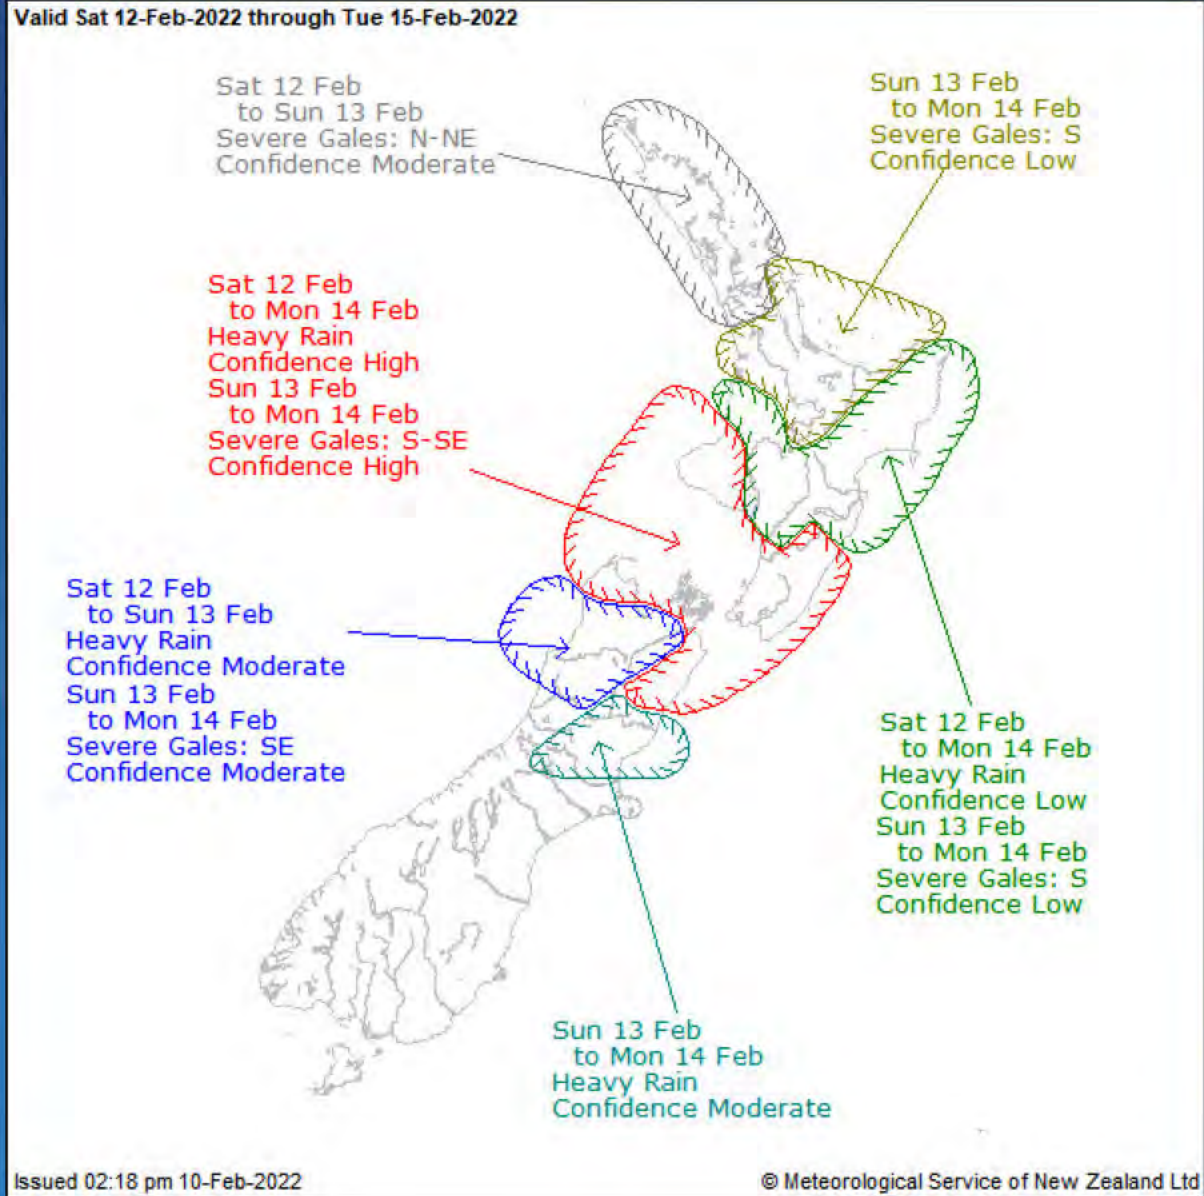 Valid Sat 12-Feb-2022 through Tue 15-Feb-2022
Sat 12 Feb
to Sun 13 Feb
Severe Gales: N-NE
Confidence Moderate
Sun 13 Feb
to Mon 14 Feb
Severe Gales: S
Confidence Low
Sat 12 Feb
to Mon 14 Feb
Heavy Rain
Confidence High
Sun 13 Feb
to Mon 14 Feb
Severe Gales: S-SE
Confidence High
Sat 12 Feb
to Sun 13 Feb
Heavy Rain
Confidence Moderate
Sun 13 Feb
to Mon 14 Feb
Severe Gales: SE
Confidence Moderate
Sat 12 Feb
to Mon 14 Feb
Heavy Rain
Confidence Low
Sun 13 Feb
to Mon 14 Feb
Severe Gales: S
Confidence Low
Sun 13 Feb
to Mon 14 Feb
Heavy Rain
Confidence Moderate
Issued 02:18 pm 10-Feb-2022
© Meteorological Service of New Zealand Ltd